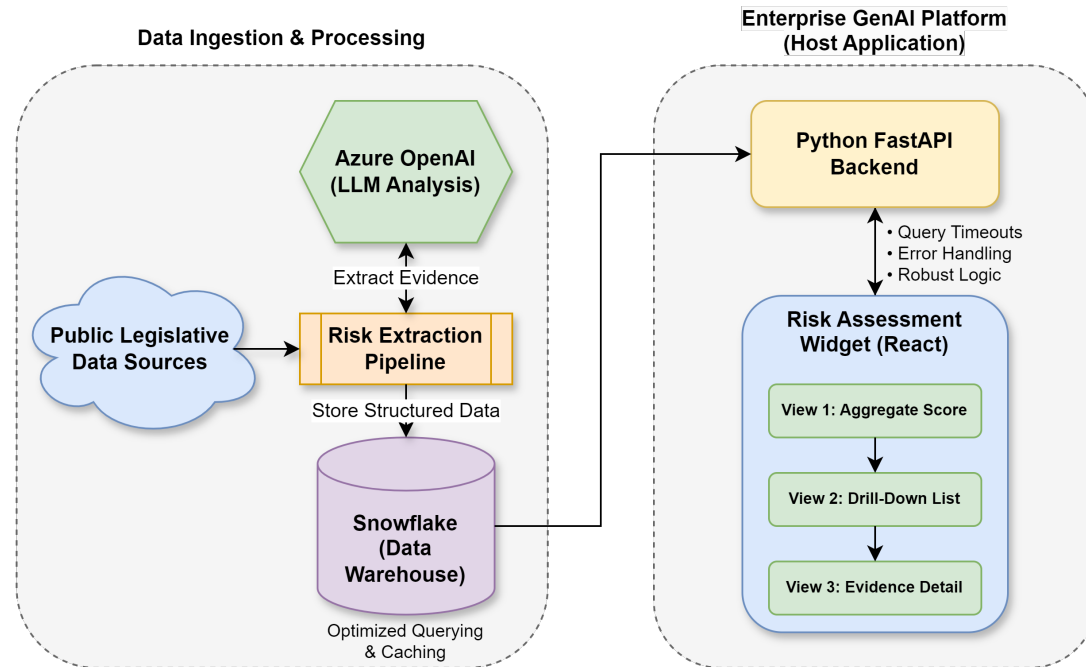 Data Ingestion & Processing
Azure OpenAI
(LLM Analysis)
Extract Evidence
Public Legislative
Data Sources
Risk Extraction
Pipeline
Store Structured Data
Snowflake
(Data
Warehouse)
Optimized Querying
& Caching
Enterprise GenAI Platform
(Host Application)
Python FastAPI
Backend
• Query Timeouts
• Error Handling
• Robust Logic
Risk Assessment
Widget (React)
View 1: Aggregate Score
View 2: Drill-Down List
View 3: Evidence Detail